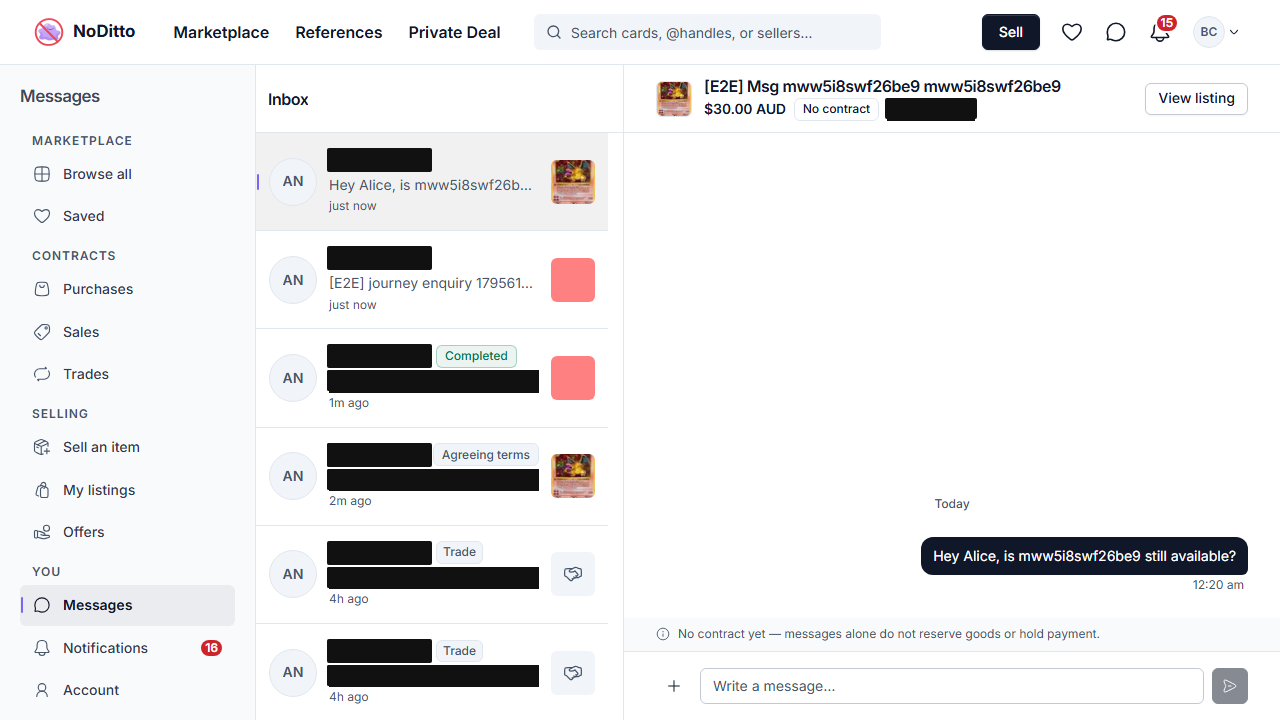 NoDitto
Marketplace
References
Private Deal
Search cards, @handles, or sellers...
Sell
15
BC
Messages
MARKETPLACE
Browse all
Saved
CONTRACTS
Purchases
Sales
Trades
SELLING
Sell an item
My listings
Offers
YOU
Messages
Notifications
16
Account
Inbox
AN
Hey Alice, is mww5i8swf26b...
just now
AN
[E2E] journey enquiry 179561...
just now
AN
Completed
1m ago
AN
Agreeing terms
2m ago
AN
Trade
4h ago
AN
Trade
4h ago
[E2E] Msg mww5i8swf26be9 mww5i8swf26be9
$30.00 AUD
No contract
View listing
Today
Hey Alice, is mww5i8swf26be9 still available?
12:20 am
No contract yet — messages alone do not reserve goods or hold payment.
Write a message...